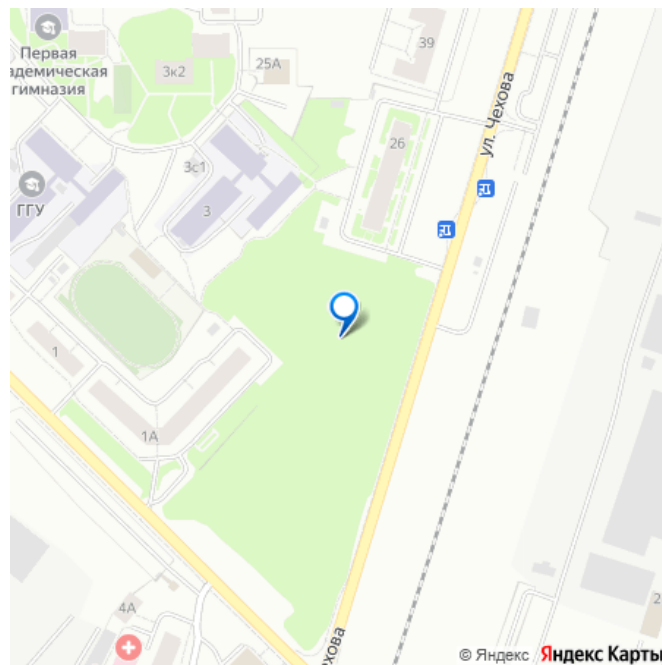 39
Первая
адемическая
гимназия
25А
3к2
ул. Чехова
26
3с1
3
ГГУ
1
1А
4А
2
ехова
© Яндекс Яндекс Карты